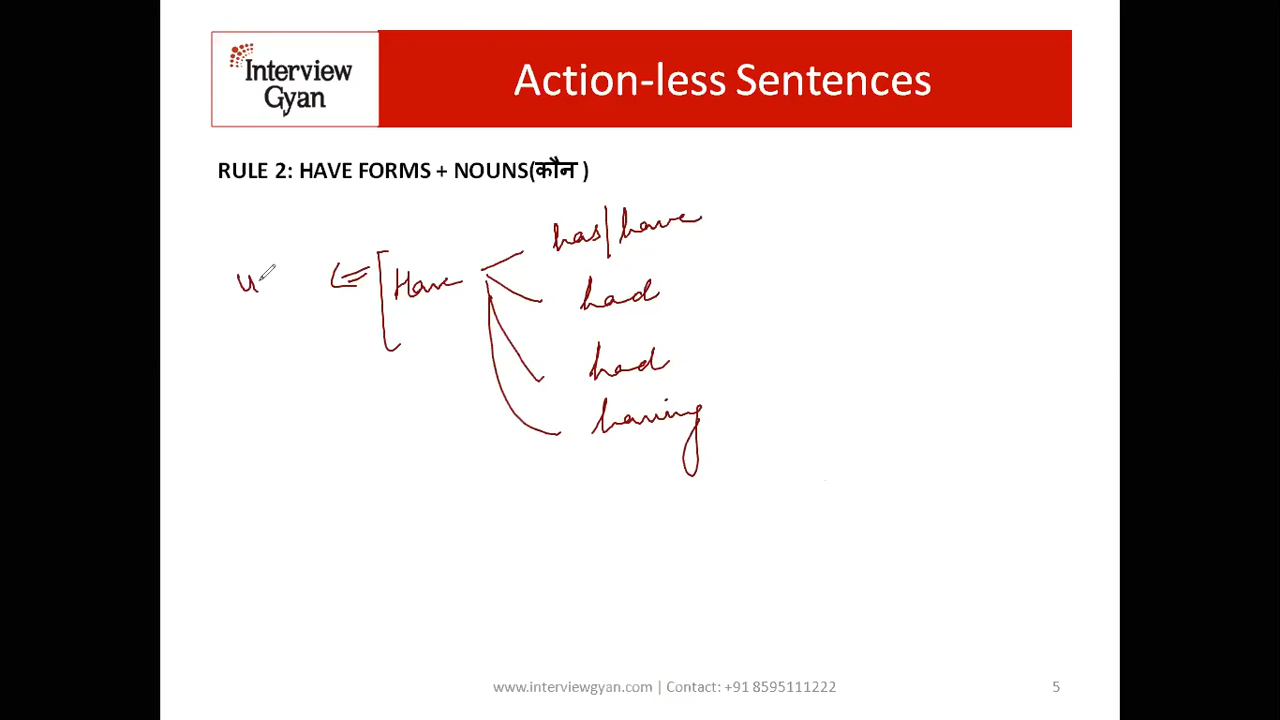 Interview
Gyan
Action-less Sentences
RULE 2: HAVE FORMS + NOUNS(कौन )
has/have
Have
had
had
having
www.interviewgyan.com | Contact: +91 8595111222
5